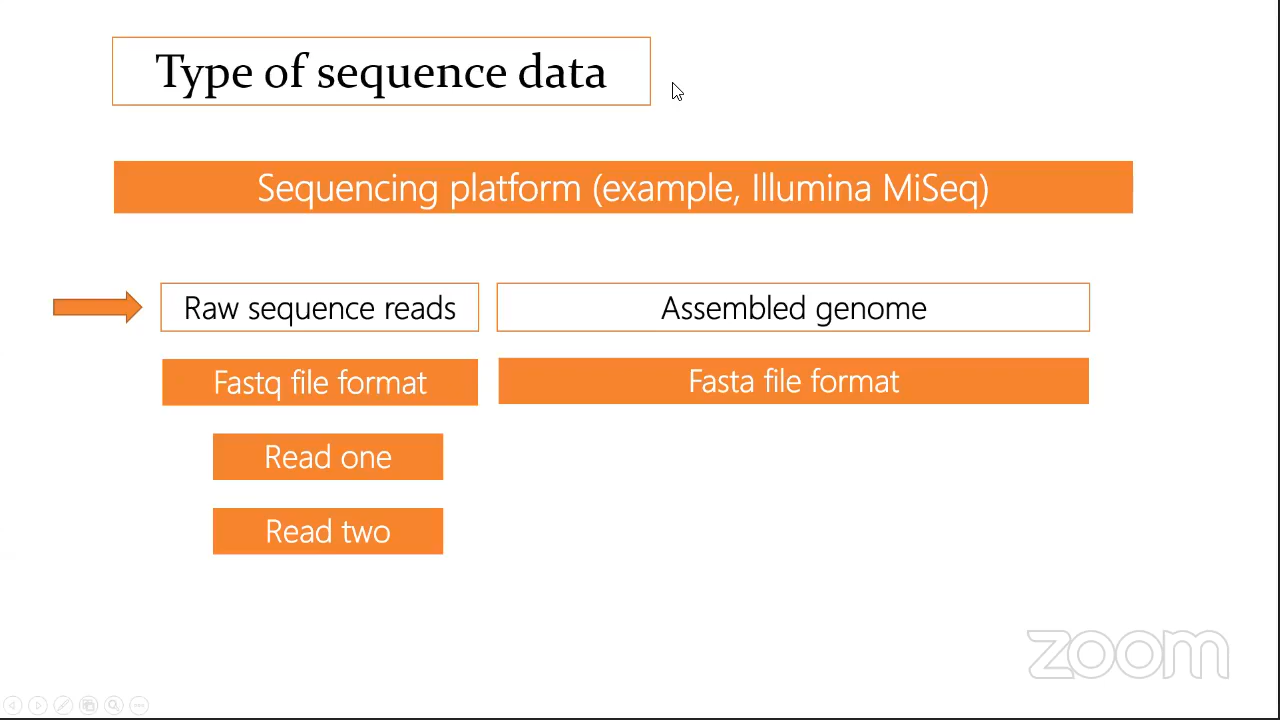 Type of sequence data
Sequencing platform (example, Illumina MiSeq)
Raw sequence reads
Assembled genome
Fastq file format
Fasta file format
Read one
Read two
zoom